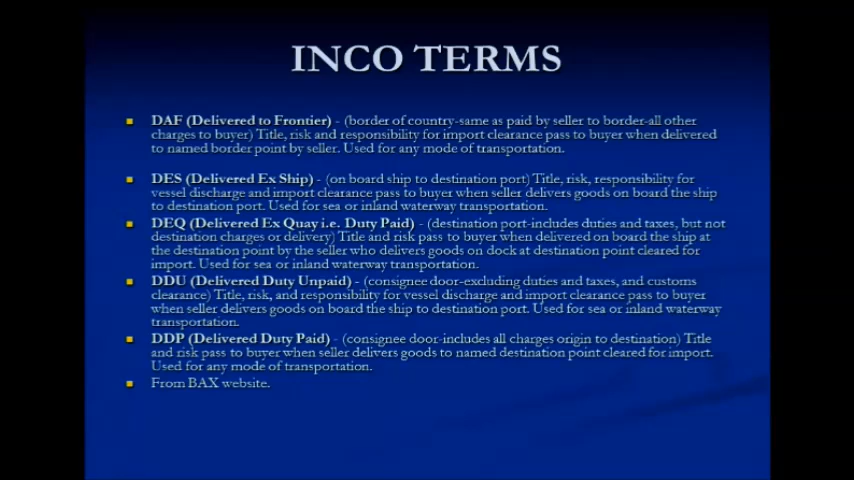 INCO TERMS
DAF (Delivered to Frontier) - (border of country-same as paid by seller to border-all other
charges to buyer) Title, risk and responsibility for import clearance pass to buyer when delivered
to named border point by seller. Used for any mode of transportation.
DES (Delivered Ex Ship) - (on board ship to destination port) Title, risk, responsibility for
vessel discharge and import clearance pass to buyer when seller delivers goods on board the ship
to destination port. Used for sea or inland waterway transportation.
DEQ (Delivered Ex Quay i.e. Duty Paid) - (destination port-includes duties and taxes, but not
destination charges or delivery) Title and risk pass to buyer when delivered on board the ship at
the destination point by the seller who delivers goods on dock at destination point cleared for
import. Used for sea or inland waterway transportation.
DDU (Delivered Duty Unpaid) - (consignee door-excluding duties and taxes, and customs
clearance) Title, risk, and responsibility for vessel discharge and import clearance pass to buyer
when seller delivers goods on board the ship to destination port. Used for sea or inland waterway
transportation.
DDP (Delivered Duty Paid) - (consignee door-includes all charges origin to destination) Title
and risk pass to buyer when seller delivers goods to named destination point cleared for import.
Used for any mode of transportation.
From BAX website.